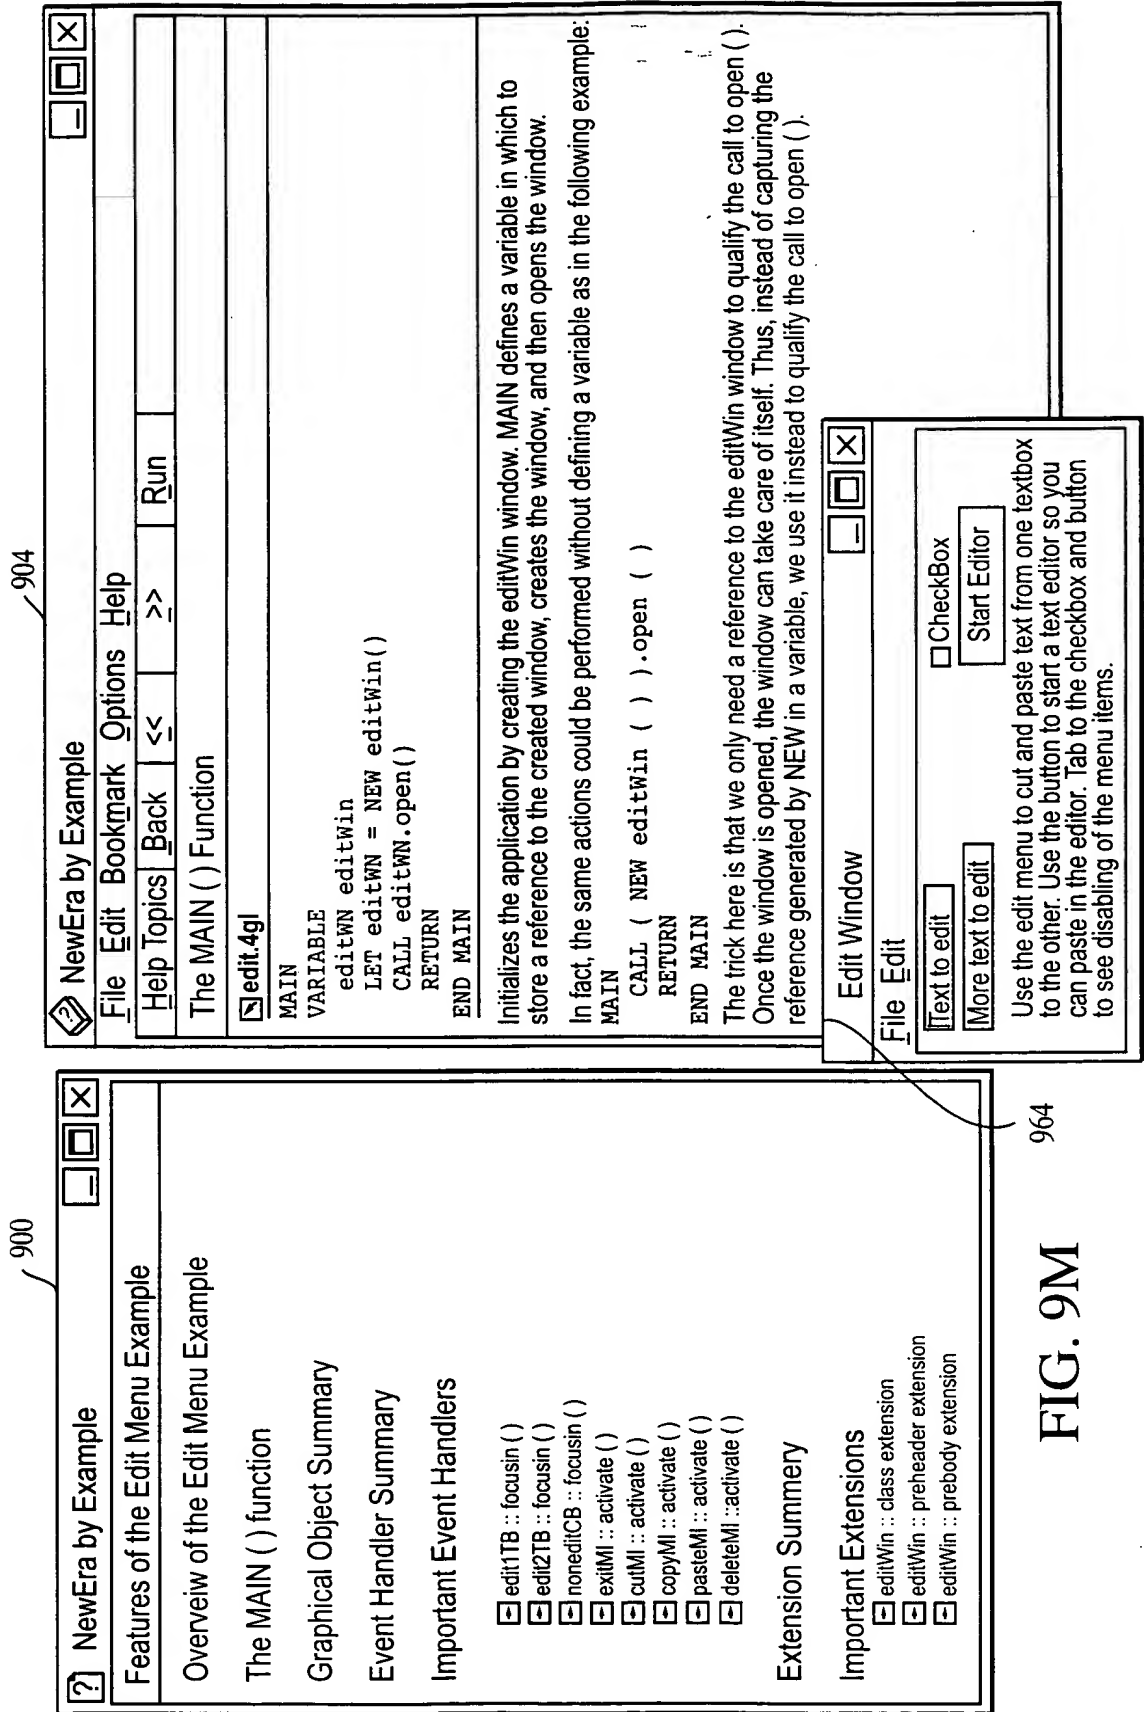 900
NewEra by Example
Features of the Edit Menu Example
Overveiw of the Edit Menu Example
The MAIN ( ) function
Graphical Object Summary
Event Handler Summary
Important Event Handlers
edit1TB :: focusin ( )
edit2TB :: focusin ( )
noneditCB :: focusin ( )
exitMI :: activate ( )
cutMI :: activate ( )
copyMI :: activate ( )
pasteMI :: activate ( )
deleteMI ::activate ( )
Extension Summery
Important Extensions
editWin :: class extension
editWin :: preheader extension
editWin :: prebody extension
904
NewEra by Example
File Edit Bookmark Options Help
Help Topics Back << >> Run
The MAIN ( ) Function
edit.4gl
MAIN
VARIABLE
editWN editWin
LET editWN = NEW editWin()
CALL editWN.open()
RETURN
END MAIN
Initializes the application by creating the editWin window. MAIN defines a variable in which to
store a reference to the created window, creates the window, and then opens the window.
In fact, the same actions could be performed without defining a variable as in the following example:
MAIN
CALL ( NEW editWin ( ) ).open ( )
RETURN
END MAIN
The trick here is that we only need a reference to the editWin window to qualify the call to open ( ).
Once the window is opened, the window can take care of itself. Thus, instead of capturing the
reference generated by NEW in a variable, we use it instead to qualify the call to open ( ).
964
Edit Window
File Edit
Text to edit
CheckBox
More text to edit
Start Editor
Use the edit menu to cut and paste text from one textbox
to the other. Use the button to start a text editor so you
can paste in the editor. Tab to the checkbox and button
to see disabling of the menu items.
FIG. 9M